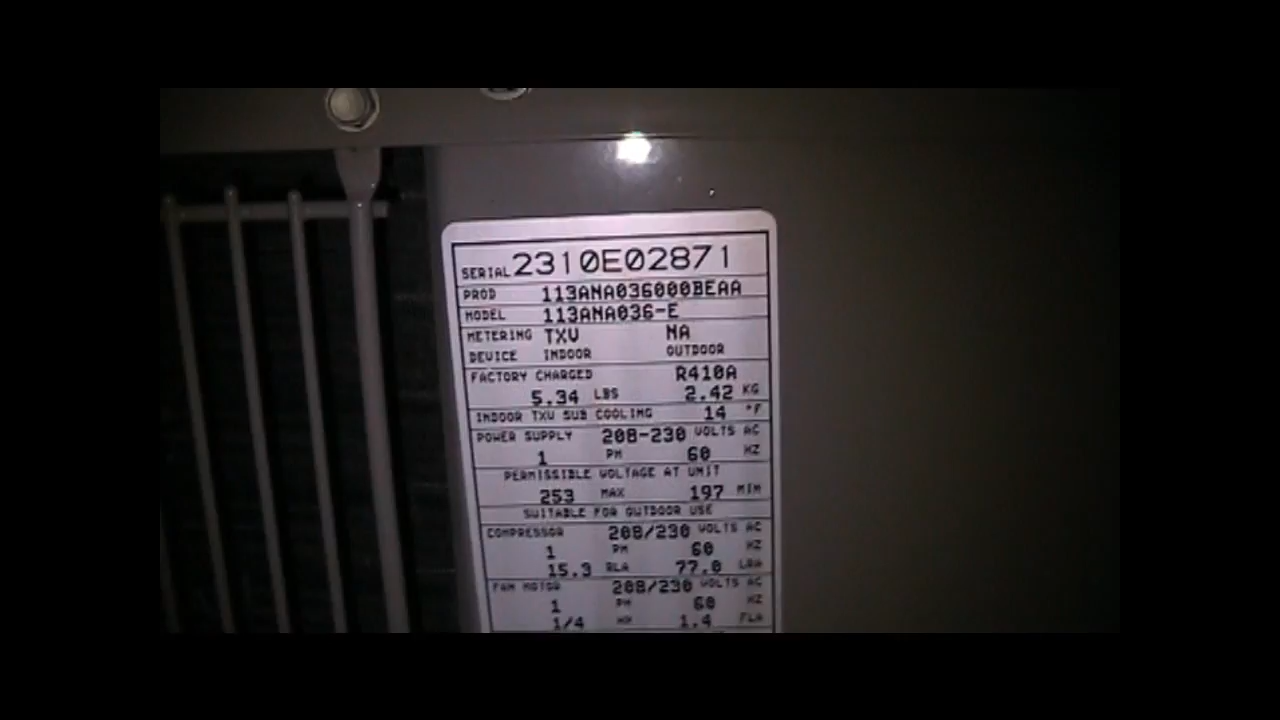 SERIAL 2310E02871
PROD 113ANA036000BEAA
MODEL 113ANA036-E
METERING TXV NA
DEVICE INDOOR OUTDOOR
FACTORY CHARGED R410A
5.34 LBS 2.42 KG
INDOOR TXV SUB COOLING 14 °F
POWER SUPPLY 208-230 VOLTS AC
1 PH 60 HZ
PERMISSIBLE VOLTAGE AT UNIT
253 MAX 197 MIN
SUITABLE FOR OUTDOOR USE
COMPRESSOR 208/230 VOLTS AC
1 PH 60 HZ
15.3 RLA 77.0 LRA
FAN MOTOR 208/230 VOLTS AC
1 PH 60 HZ
1/4 1.4 FLA